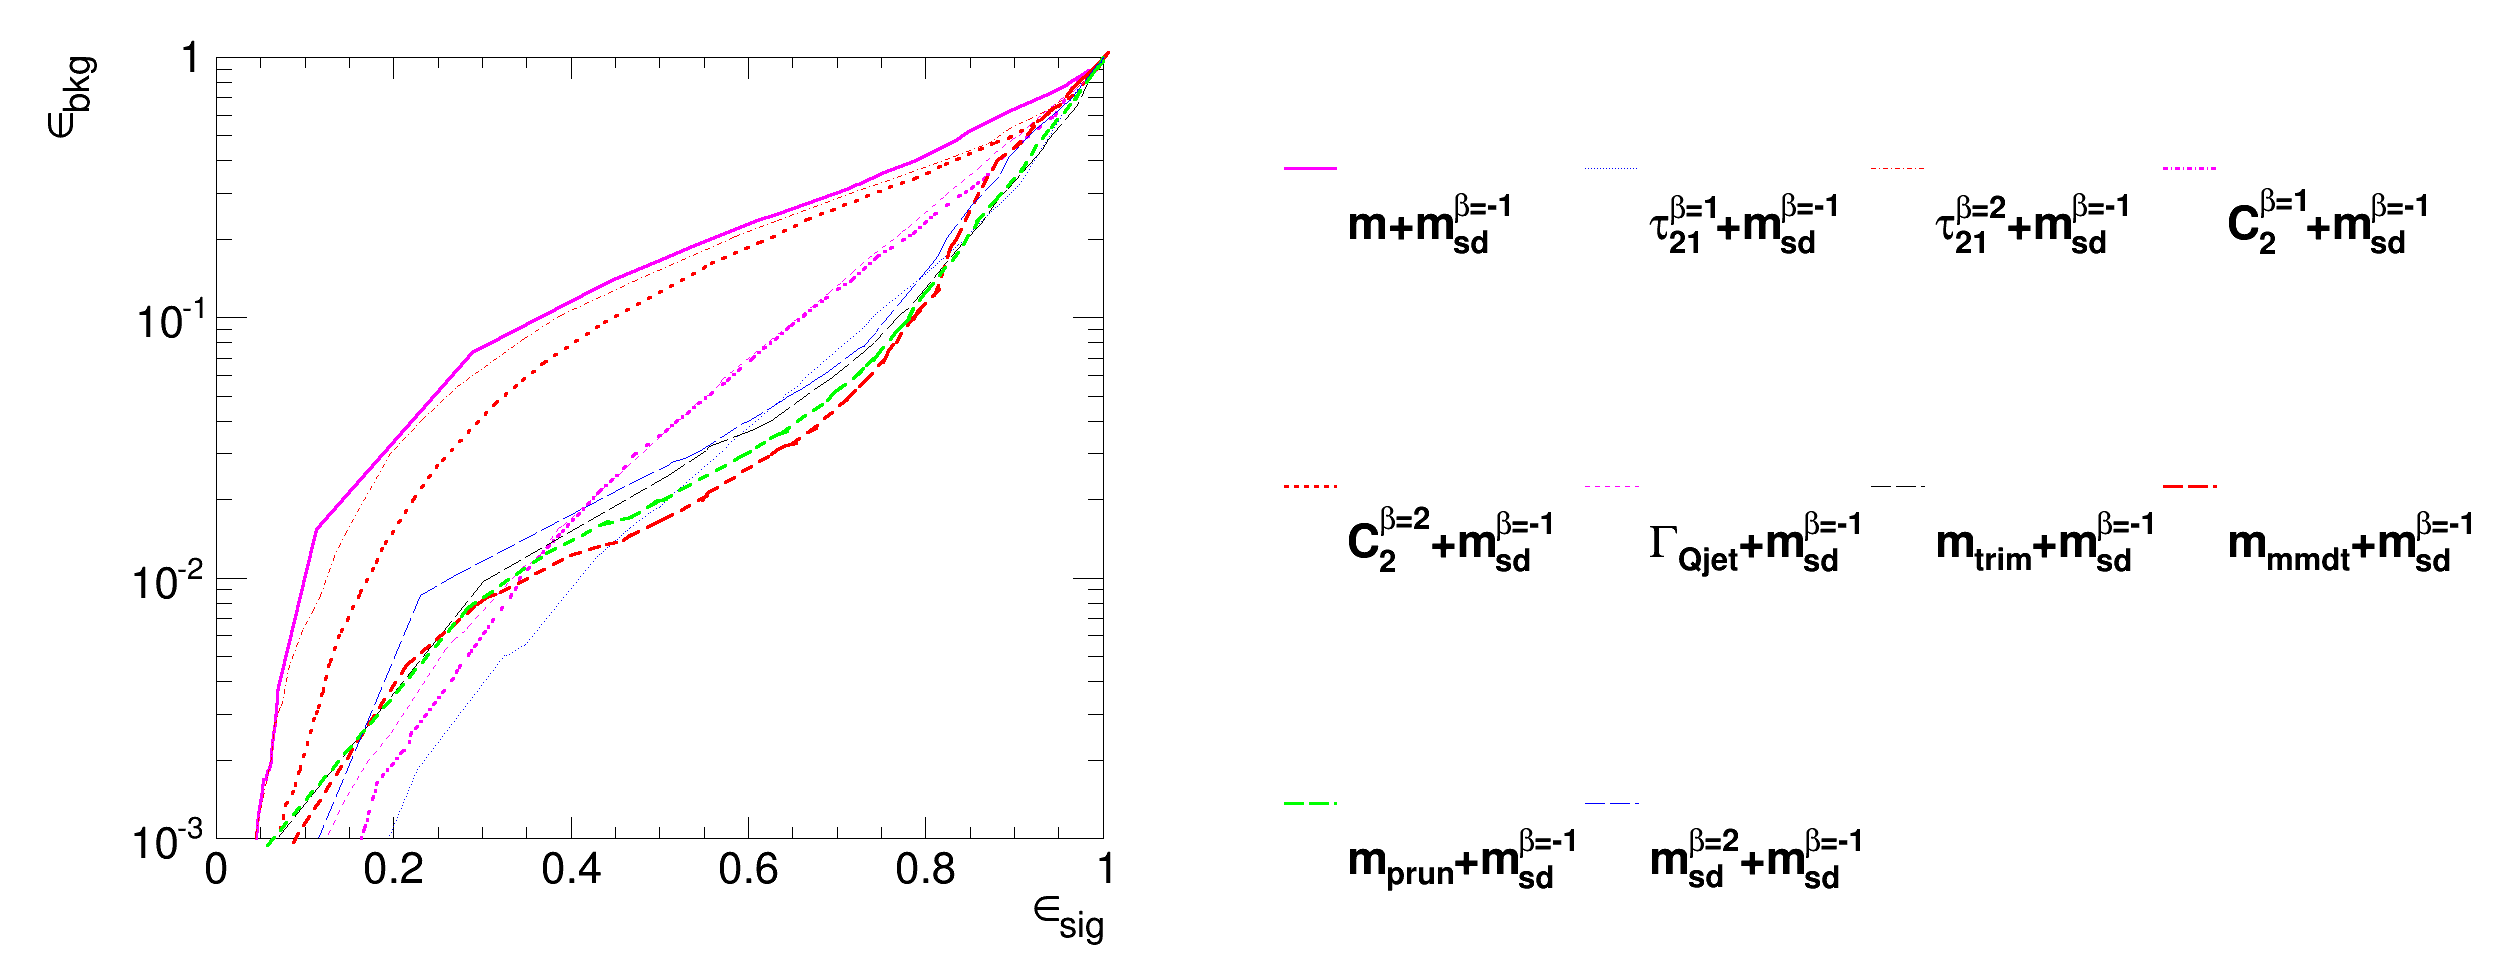 ∈bkg
1
10^-1
10^-2
10^-3
0 0.2 0.4 0.6 0.8 1
∈sig
m+m_sd^β=-1 τ_21^β=1+m_sd^β=-1 τ_21^β=2+m_sd^β=-1 C_2^β=1+m_sd^β=-1
C_2^β=2+m_sd^β=-1 Γ_Qjet+m_sd^β=-1 m_trim+m_sd^β=-1 m_mmdt+m_sd^β=-1
m_prun+m_sd^β=-1 m_sd^β=2+m_sd^β=-1